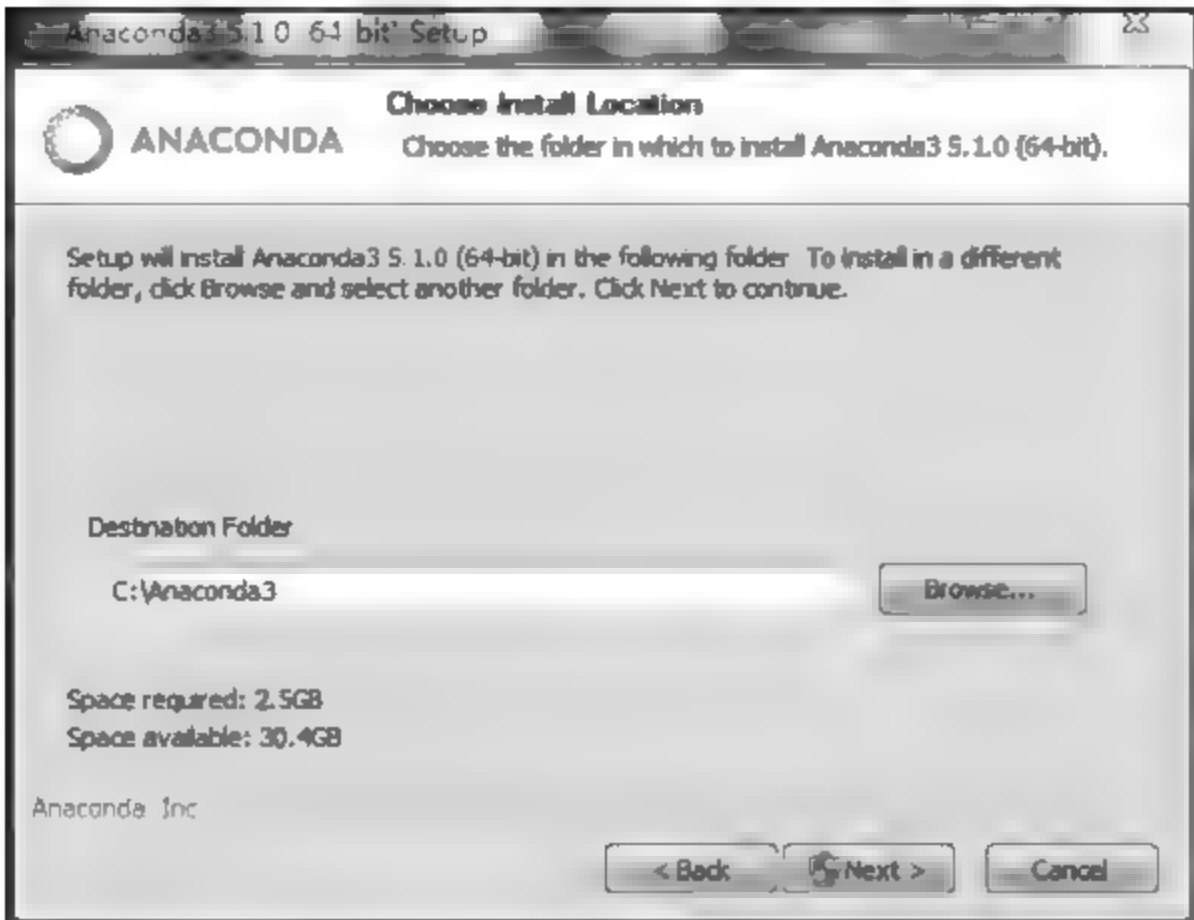 Anaconda3 5.1.0 64-bit Setup
Choose Install Location
ANACONDA
Choose the folder in which to install Anaconda3 5.1.0 (64-bit).
Setup will install Anaconda3 5.1.0 (64-bit) in the following folder. To install in a different
folder, click Browse and select another folder. Click Next to continue.
Destination Folder
C:\Anaconda3
Browse...
Space required: 2.5GB
Space available: 30.4GB
Anaconda Inc
< Back
Next >
Cancel